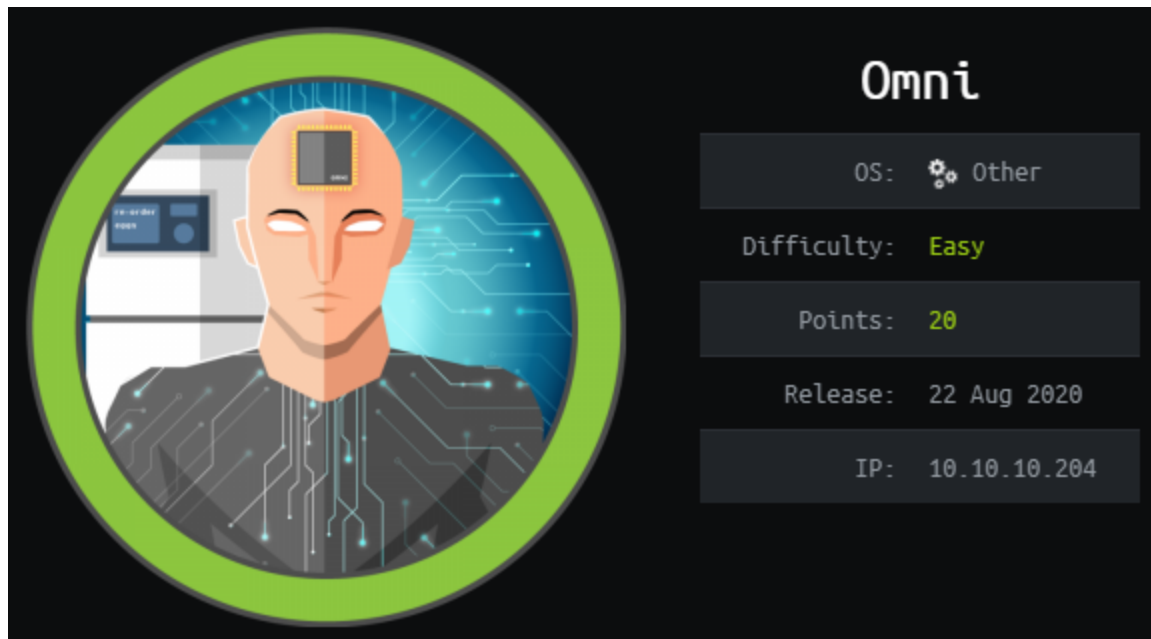 Omni
OS: Other
Difficulty: Easy
Points: 20
Release: 22 Aug 2020
IP: 10.10.10.204
re-order